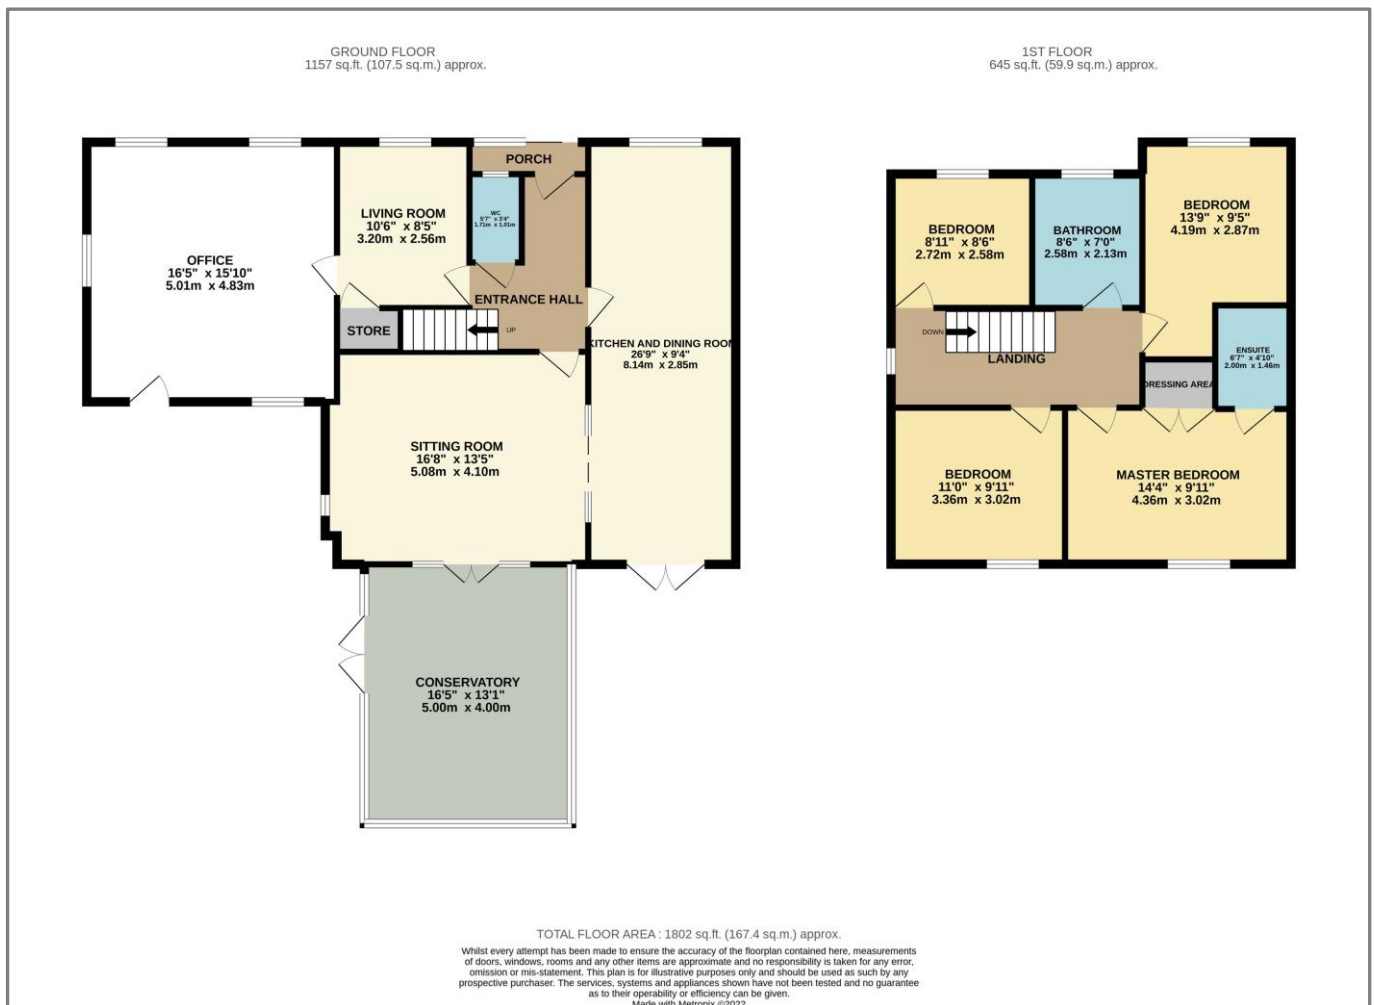 GROUND FLOOR
1157 sq.ft. (107.5 sq.m.) approx.
1ST FLOOR
645 sq.ft. (59.9 sq.m.) approx.
PORCH
LIVING ROOM
10'6" x 8'5"
3.20m x 2.56m
WC
5'7" x 3'4"
1.71m x 1.01m
OFFICE
16'5" x 15'10"
5.01m x 4.83m
ENTRANCE HALL
STORE
UP
KITCHEN AND DINING ROOM
26'9" x 9'4"
8.14m x 2.85m
SITTING ROOM
16'8" x 13'5"
5.08m x 4.10m
CONSERVATORY
16'5" x 13'1"
5.00m x 4.00m
BEDROOM
8'11" x 8'6"
2.72m x 2.58m
BATHROOM
8'6" x 7'0"
2.58m x 2.13m
BEDROOM
13'9" x 9'5"
4.19m x 2.87m
DOWN
LANDING
ENSUITE
6'7" x 4'10"
2.00m x 1.46m
DRESSING AREA
BEDROOM
11'0" x 9'11"
3.36m x 3.02m
MASTER BEDROOM
14'4" x 9'11"
4.36m x 3.02m
TOTAL FLOOR AREA : 1802 sq.ft. (167.4 sq.m.) approx.
Whilst every attempt has been made to ensure the accuracy of the floorplan contained here, measurements
of doors, windows, rooms and any other items are approximate and no responsibility is taken for any error,
omission or mis-statement. This plan is for illustrative purposes only and should be used as such by any
prospective purchaser. The services, systems and appliances shown have not been tested and no guarantee
as to their operability or efficiency can be given.
Made with Metropix ©2022